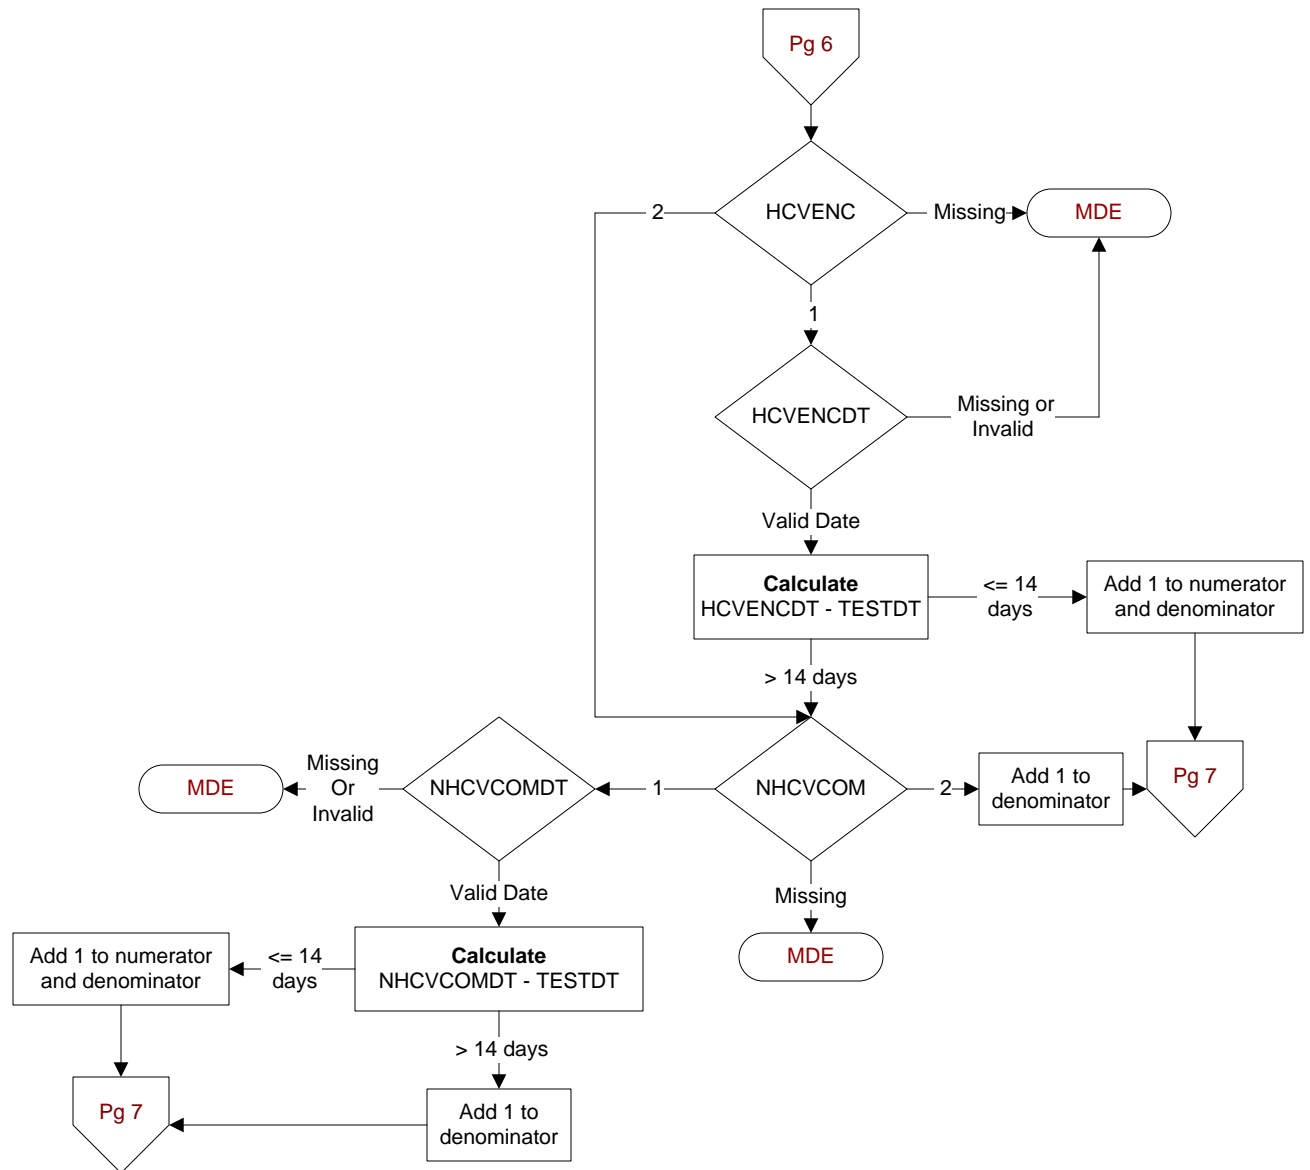 Pg 6
HCVENC
2
Missing
MDE
1
HCVENCDT
Missing or
Invalid
Valid Date
Calculate
HCVENCDT - TESTDT
<= 14
days
Add 1 to numerator
and denominator
> 14 days
NHCVCOM
1
NHCVCOMDT
Missing
Or
Invalid
MDE
2
Add 1 to
denominator
Pg 7
Missing
MDE
Valid Date
Calculate
NHCVCOMDT - TESTDT
<= 14
days
Add 1 to numerator
and denominator
> 14 days
Add 1 to
denominator
Pg 7